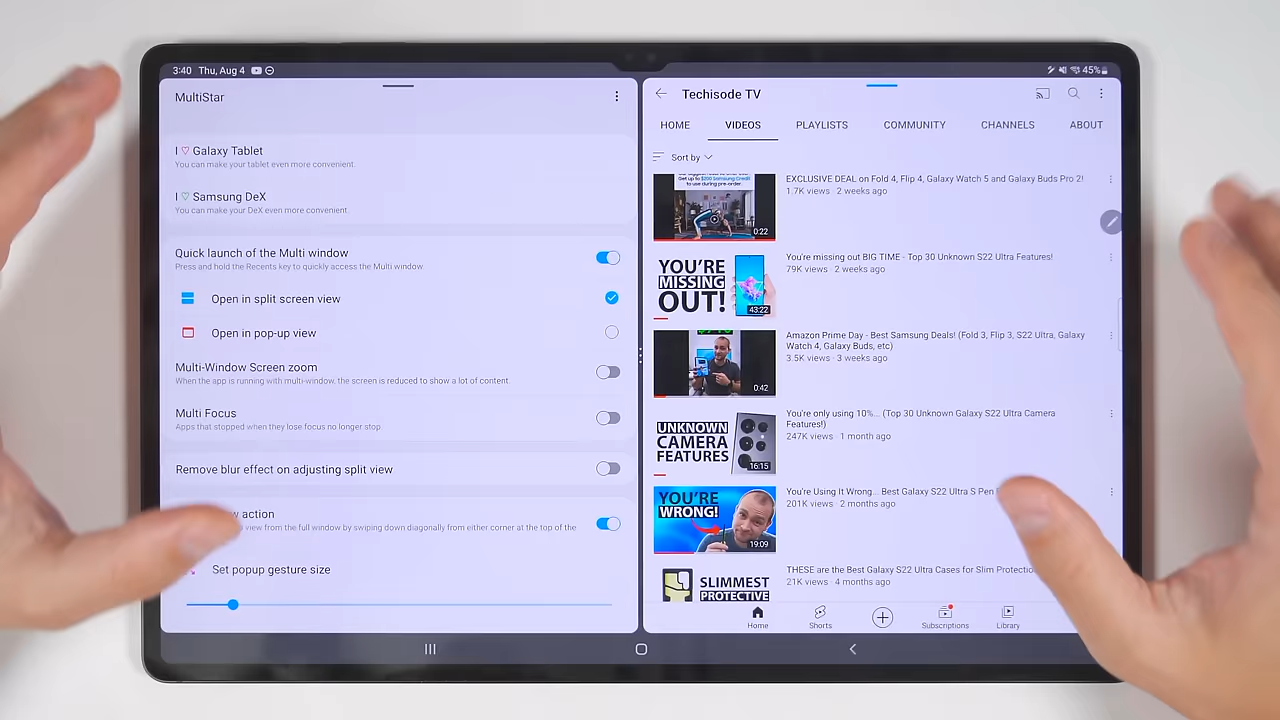 3:40 Thu, Aug 4
45%
MultiStar
I ♡ Galaxy Tablet
You can make your tablet even more convenient.
I ♡ Samsung DeX
You can make your DeX even more convenient
Quick launch of the Multi window
Press and hold the Recents key to quickly access the Multi window
Open in split screen view
Open in pop-up view
Multi-Window Screen zoom
When the app is running with multi-window, the screen is reduced to show a lot of content.
Multi Focus
Apps that stopped when they lose focus no longer stop
Remove blur effect on adjusting split view
action
view from the full window by swiping down diagonally from either corner at the top of the
Set popup gesture size
Techisode TV
HOME VIDEOS PLAYLISTS COMMUNITY CHANNELS ABOUT
Sort by
Get up to $200 Samsung Credit
to use during pre-order.
0:22
EXCLUSIVE DEAL on Fold 4, Flip 4, Galaxy Watch 5 and Galaxy Buds Pro 2!
1.7K views · 2 weeks ago
YOU'RE
MISSING
OUT!
43:22
You're missing out BIG TIME - Top 30 Unknown S22 Ultra Features!
79K views · 2 weeks ago
0:42
Amazon Prime Day - Best Samsung Deals! (Fold 3, Flip 3, S22 Ultra, Galaxy
Watch 4, Galaxy Buds, etc)
3.5K views · 3 weeks ago
UNKNOWN
CAMERA
FEATURES
16:15
You're only using 10%... (Top 30 Unknown Galaxy S22 Ultra Camera
Features!)
247K views · 1 month ago
YOU'RE
WRONG!
19:09
You're Using It Wrong... Best Galaxy S22 Ultra S Pen
201K views · 2 months ago
SLIMMEST
PROTECTIVE
THESE are the Best Galaxy S22 Ultra Cases for Slim Protectio
21K views · 4 months ago
Home Shorts Subscriptions Library